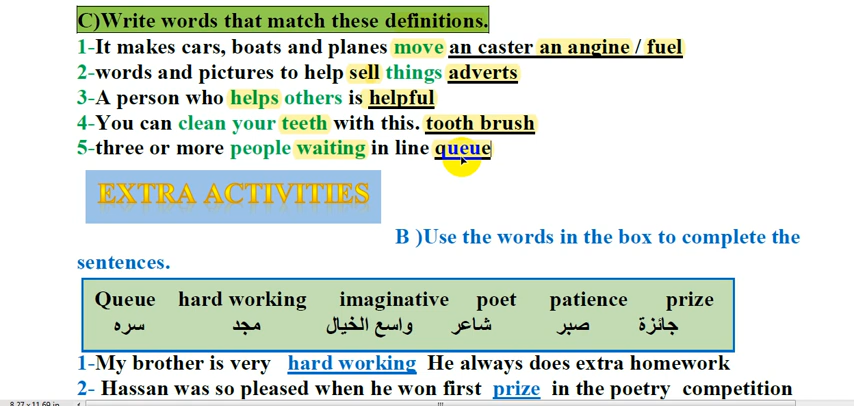 C)Write words that match these definitions.
1-It makes cars, boats and planes move an caster an angine / fuel
2-words and pictures to help sell things adverts
3-A person who helps others is helpful
4-You can clean your teeth with this. tooth brush
5-three or more people waiting in line queue
EXTRA ACTIVITIES
B )Use the words in the box to complete the
sentences.
Queue hard working imaginative poet patience prize
سره مجد واسع الخيال شاعر صبر جائزة
1-My brother is very hard working He always does extra homework
2- Hassan was so pleased when he won first prize in the poetry competition
8.27 x 11.69 in